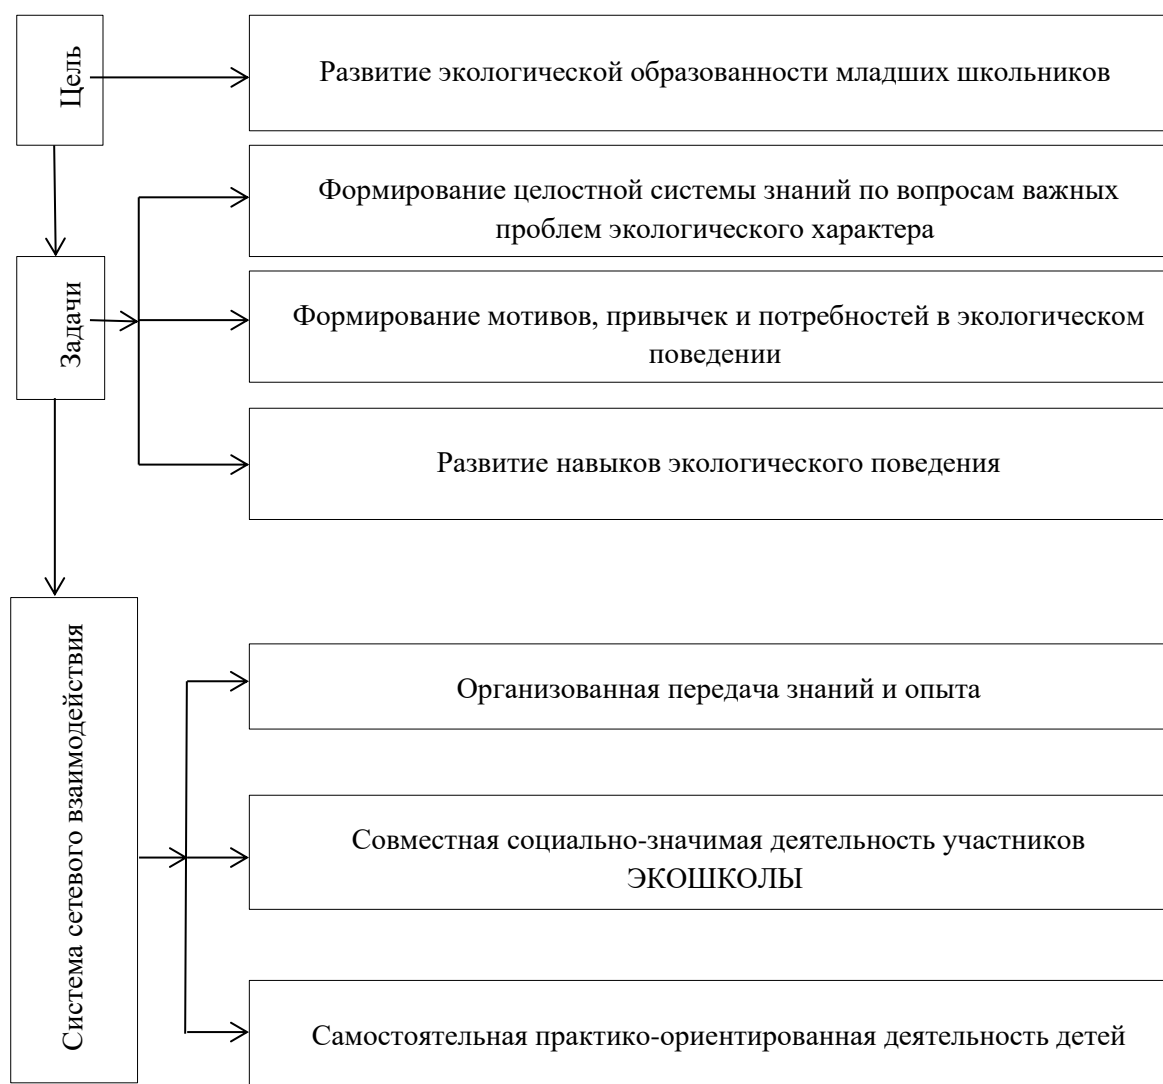 Цель
Развитие экологической образованности младших школьников
Формирование целостной системы знаний по вопросам важных
проблем экологического характера
Задачи
Формирование мотивов, привычек и потребностей в экологическом
поведении
Развитие навыков экологического поведения
Система сетевого взаимодействия
Организованная передача знаний и опыта
Совместная социально-значимая деятельность участников
ЭКОШКОЛЫ
Самостоятельная практико-ориентированная деятельность детей